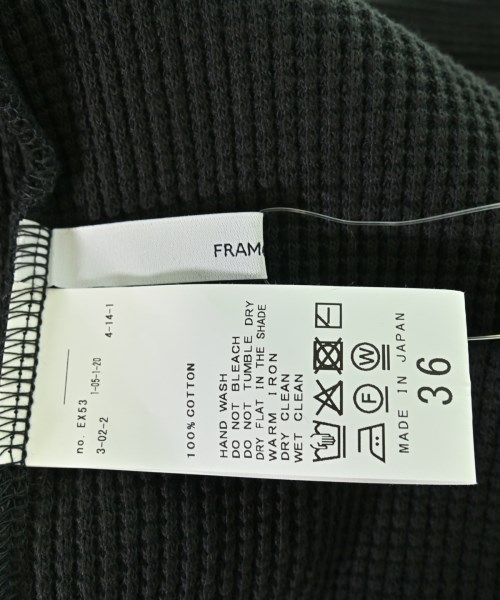 FRAM
no. EX53
1-05-1-20
3-02-2
4-14-1
100% COTTON
HAND WASH
DO NOT BLEACH
DO NOT TUMBLE DRY
DRY FLAT IN THE SHADE
WARM IRON
DRY CLEAN
WET CLEAN
F
W
MADE IN JAPAN
36